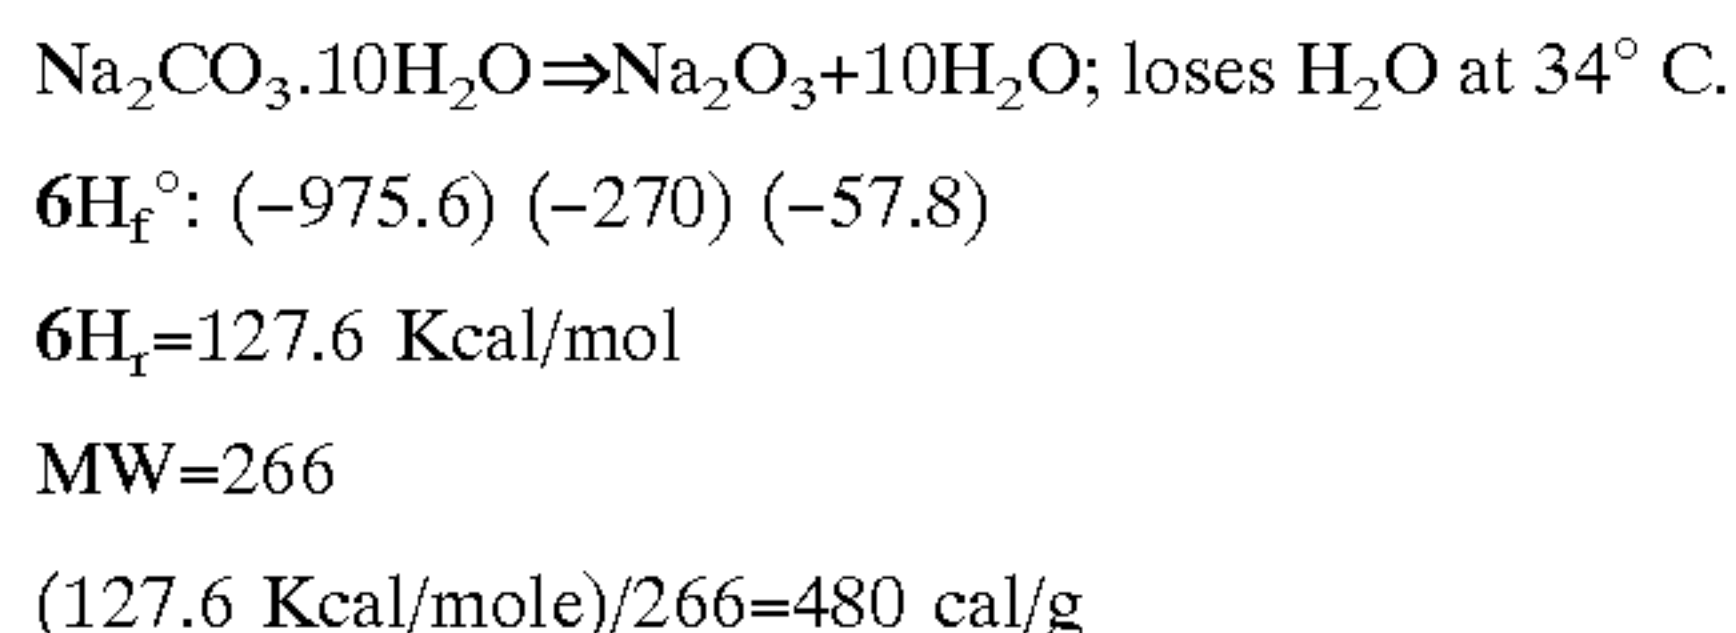 Na₂CO₃.10H₂O⇒Na₂O₃+10H₂O; loses H₂O at 34° C.
6H_f°: (−975.6) (−270) (−57.8)
6Hᵣ=127.6 Kcal/mol
MW=266
(127.6 Kcal/mole)/266=480 cal/g